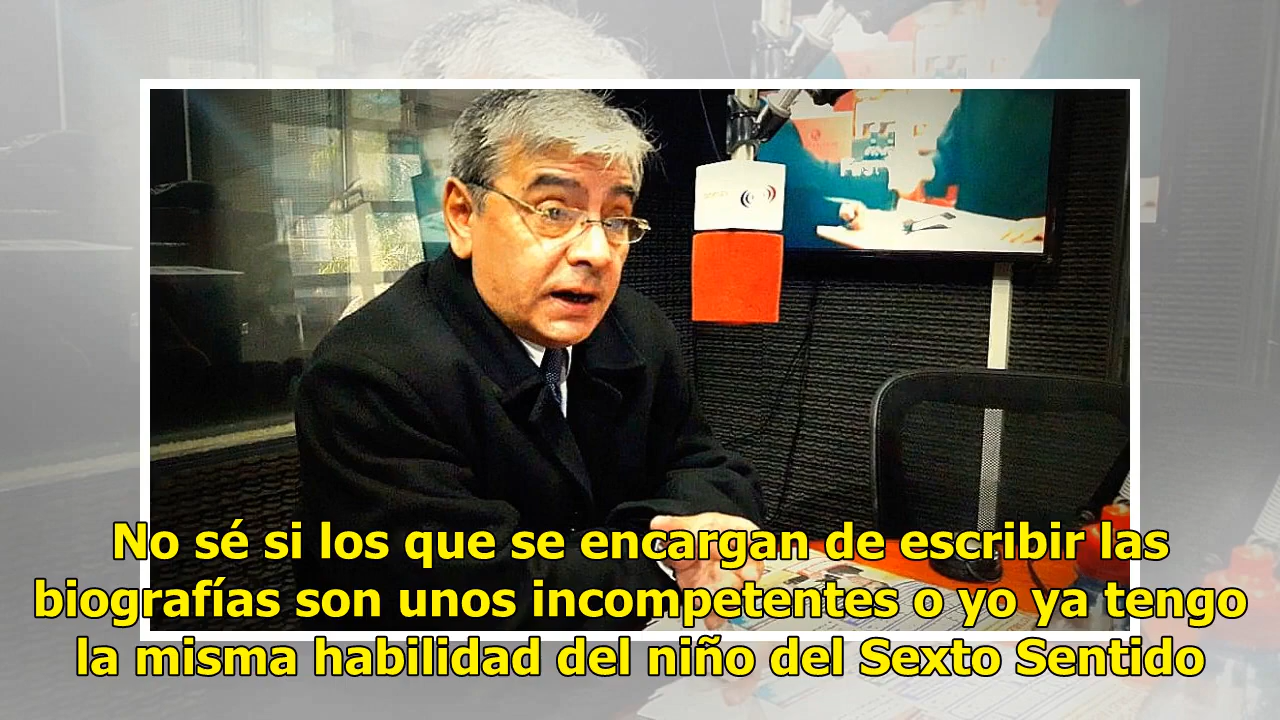 No sé si los que se encargan de escribir las
biografías son unos incompetentes o yo ya tengo
la misma habilidad del niño del Sexto Sentido